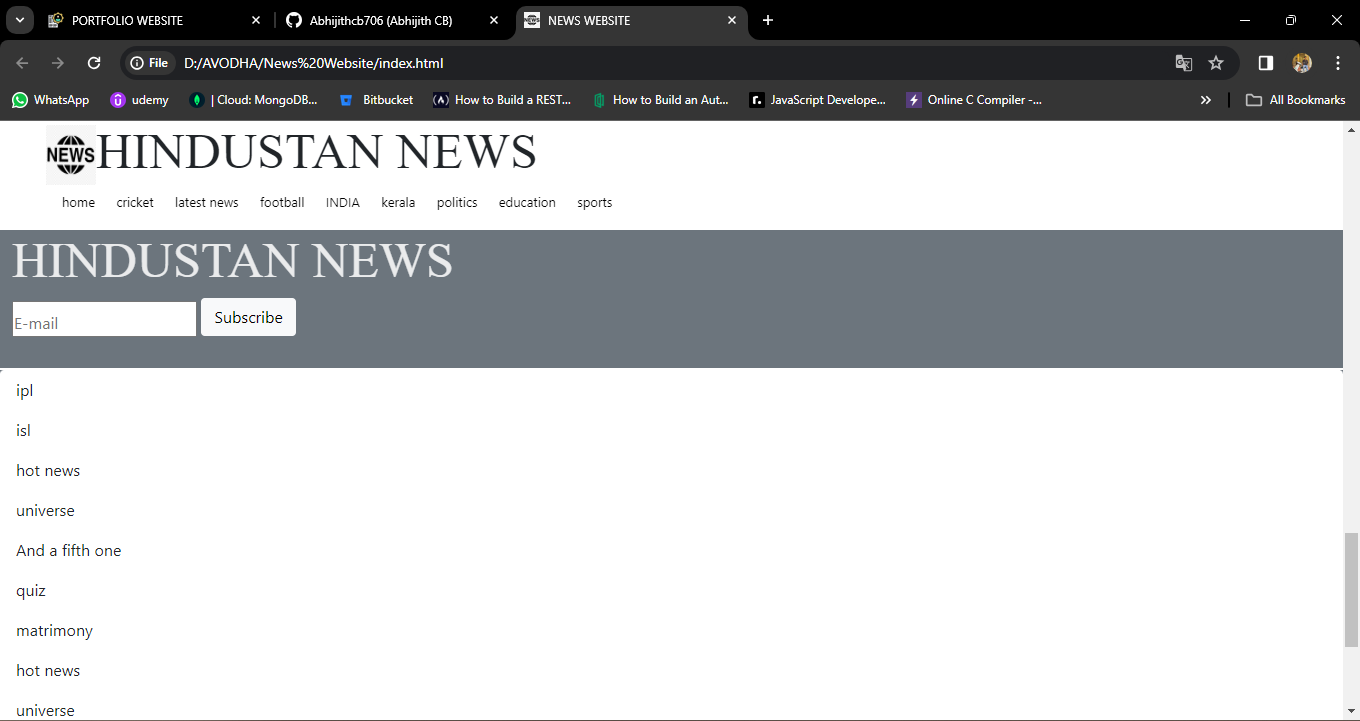 PORTFOLIO WEBSITE
Abhijithcb706 (Abhijith CB)
NEWS WEBSITE
File D:/AVODHA/News%20Website/index.html
WhatsApp udemy | Cloud: MongoDB... Bitbucket How to Build a REST... How to Build an Aut... JavaScript Develope... Online C Compiler -... All Bookmarks
NEWS HINDUSTAN NEWS
home cricket latest news football INDIA kerala politics education sports
HINDUSTAN NEWS
E-mail Subscribe
ipl
isl
hot news
universe
And a fifth one
quiz
matrimony
hot news
universe